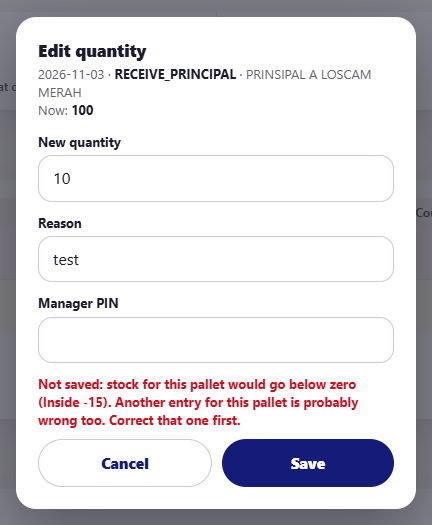 Edit quantity
2026-11-03 · RECEIVE_PRINCIPAL · PRINSIPAL A LOSCAM
MERAH
Now: 100
New quantity
10
Reason
test
Manager PIN
Not saved: stock for this pallet would go below zero
(Inside -15). Another entry for this pallet is probably
wrong too. Correct that one first.
Cancel
Save